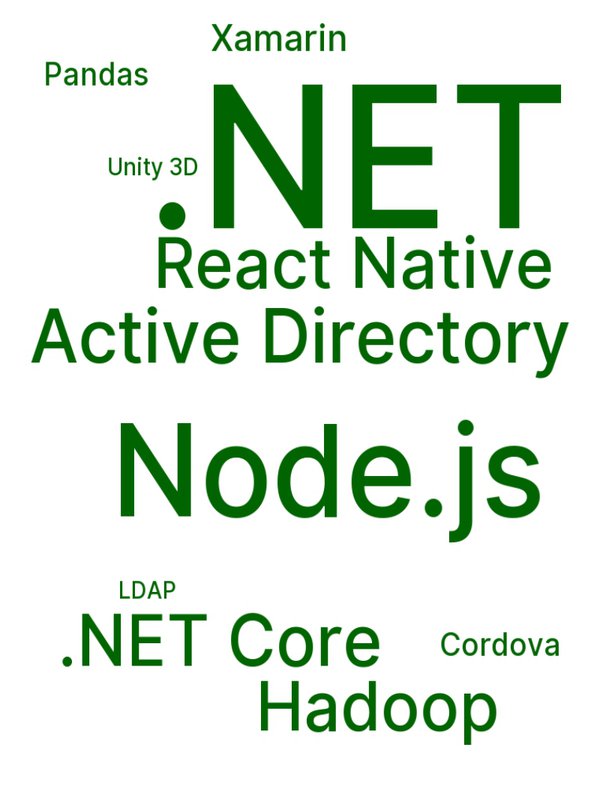 Xamarin
Pandas
.NET
Unity 3D
React Native
Active Directory
Node.js
LDAP
.NET Core
Cordova
Hadoop